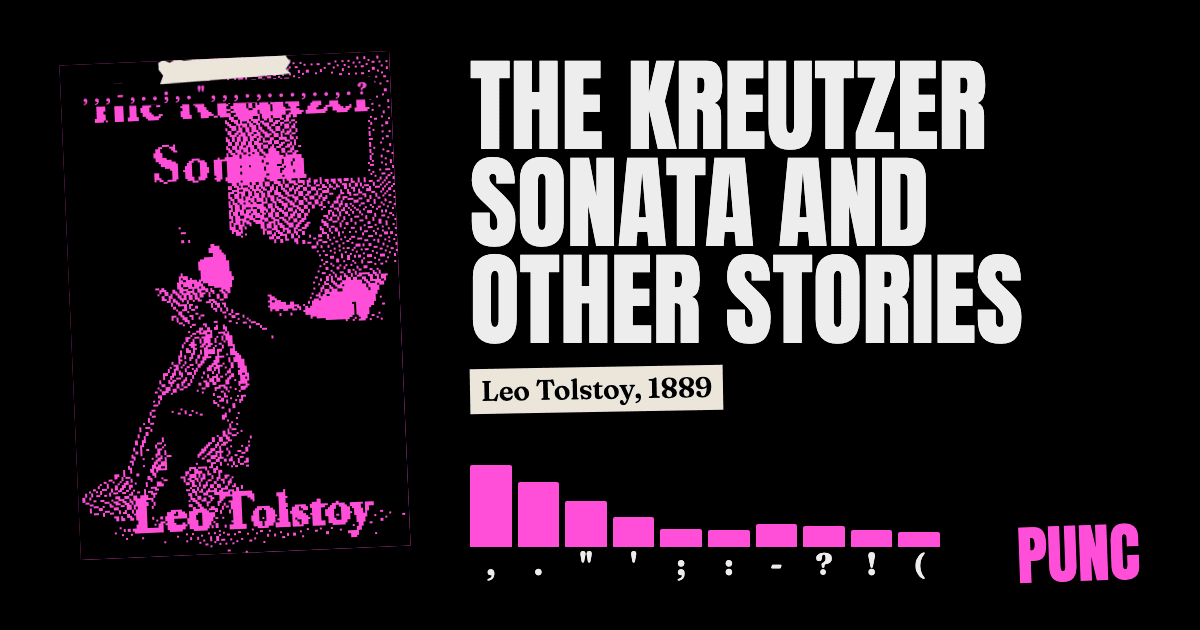 , , , - , . . ! , . " , , , , . , , , , . , . . ?
The Kreutzer
Sonata
Leo Tolstoy
THE KREUTZER
SONATA AND
OTHER STORIES
Leo Tolstoy, 1889
, . " ' ; : - ? ! (
PUNC